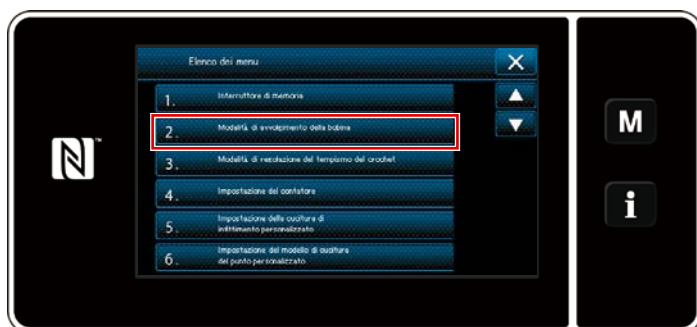 Elenco dei menu
1. Interruttore di memoria
2. Modalità di avvolgimento della bobina
3. Modalità di regolazione del tempismo del crochet
4. Impostazione del contatore
5. Impostazione della cucitura di
infittimento personalizzato
6. Impostazione del modello di cucitura
del punto personalizzato
M
i